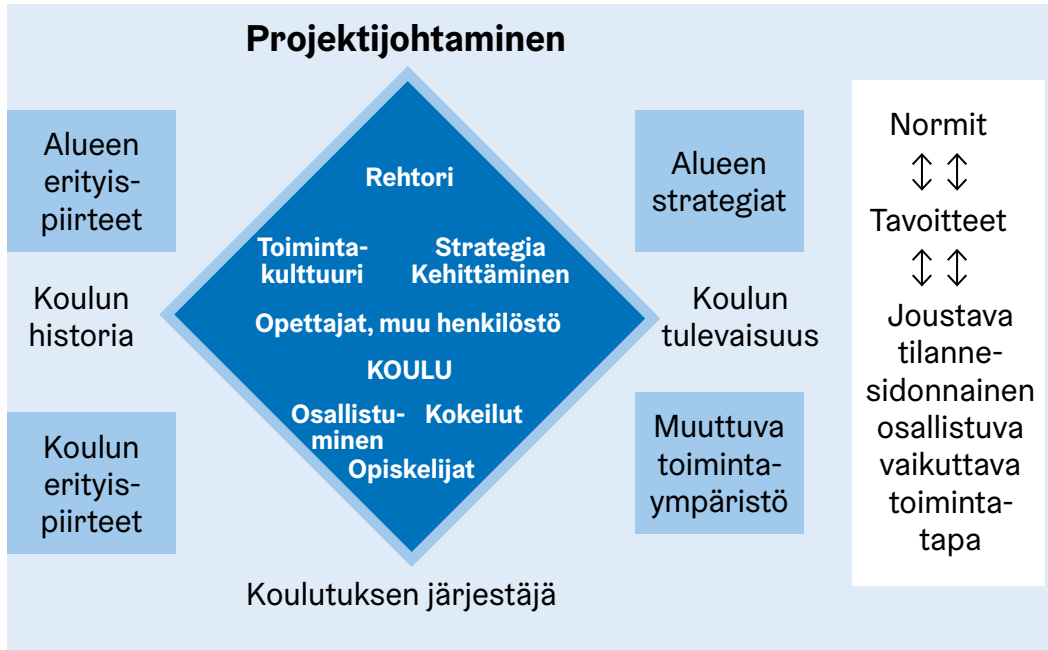 Projektijohtaminen
Alueen
erityis-
piirteet
Koulun
historia
Koulun
erityis-
piirteet
Rehtori
Toiminta-
kulttuuri
Strategia
Kehittäminen
Opettajat, muu henkilöstö
KOULU
Osallistu-
minen
Kokeilut
Opiskelijat
Alueen
strategiat
Koulun
tulevaisuus
Muuttuva
toiminta-
ympäristö
Koulutuksen järjestäjä
Normit
Tavoitteet
Joustava
tilanne-
sidonnainen
osallistuva
vaikuttava
toiminta-
tapa